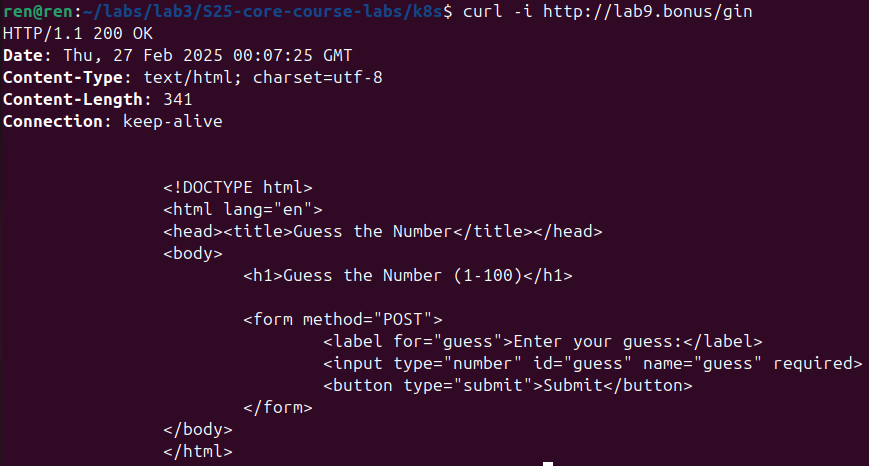 ren@ren:~/labs/lab3/S25-core-course-labs/k8s$ curl -i http://lab9.bonus/gin
HTTP/1.1 200 OK
Date: Thu, 27 Feb 2025 00:07:25 GMT
Content-Type: text/html; charset=utf-8
Content-Length: 341
Connection: keep-alive
<!DOCTYPE html>
<html lang="en">
<head><title>Guess the Number</title></head>
<body>
<h1>Guess the Number (1-100)</h1>
<form method="POST">
<label for="guess">Enter your guess:</label>
<input type="number" id="guess" name="guess" required>
<button type="submit">Submit</button>
</form>
</body>
</html>